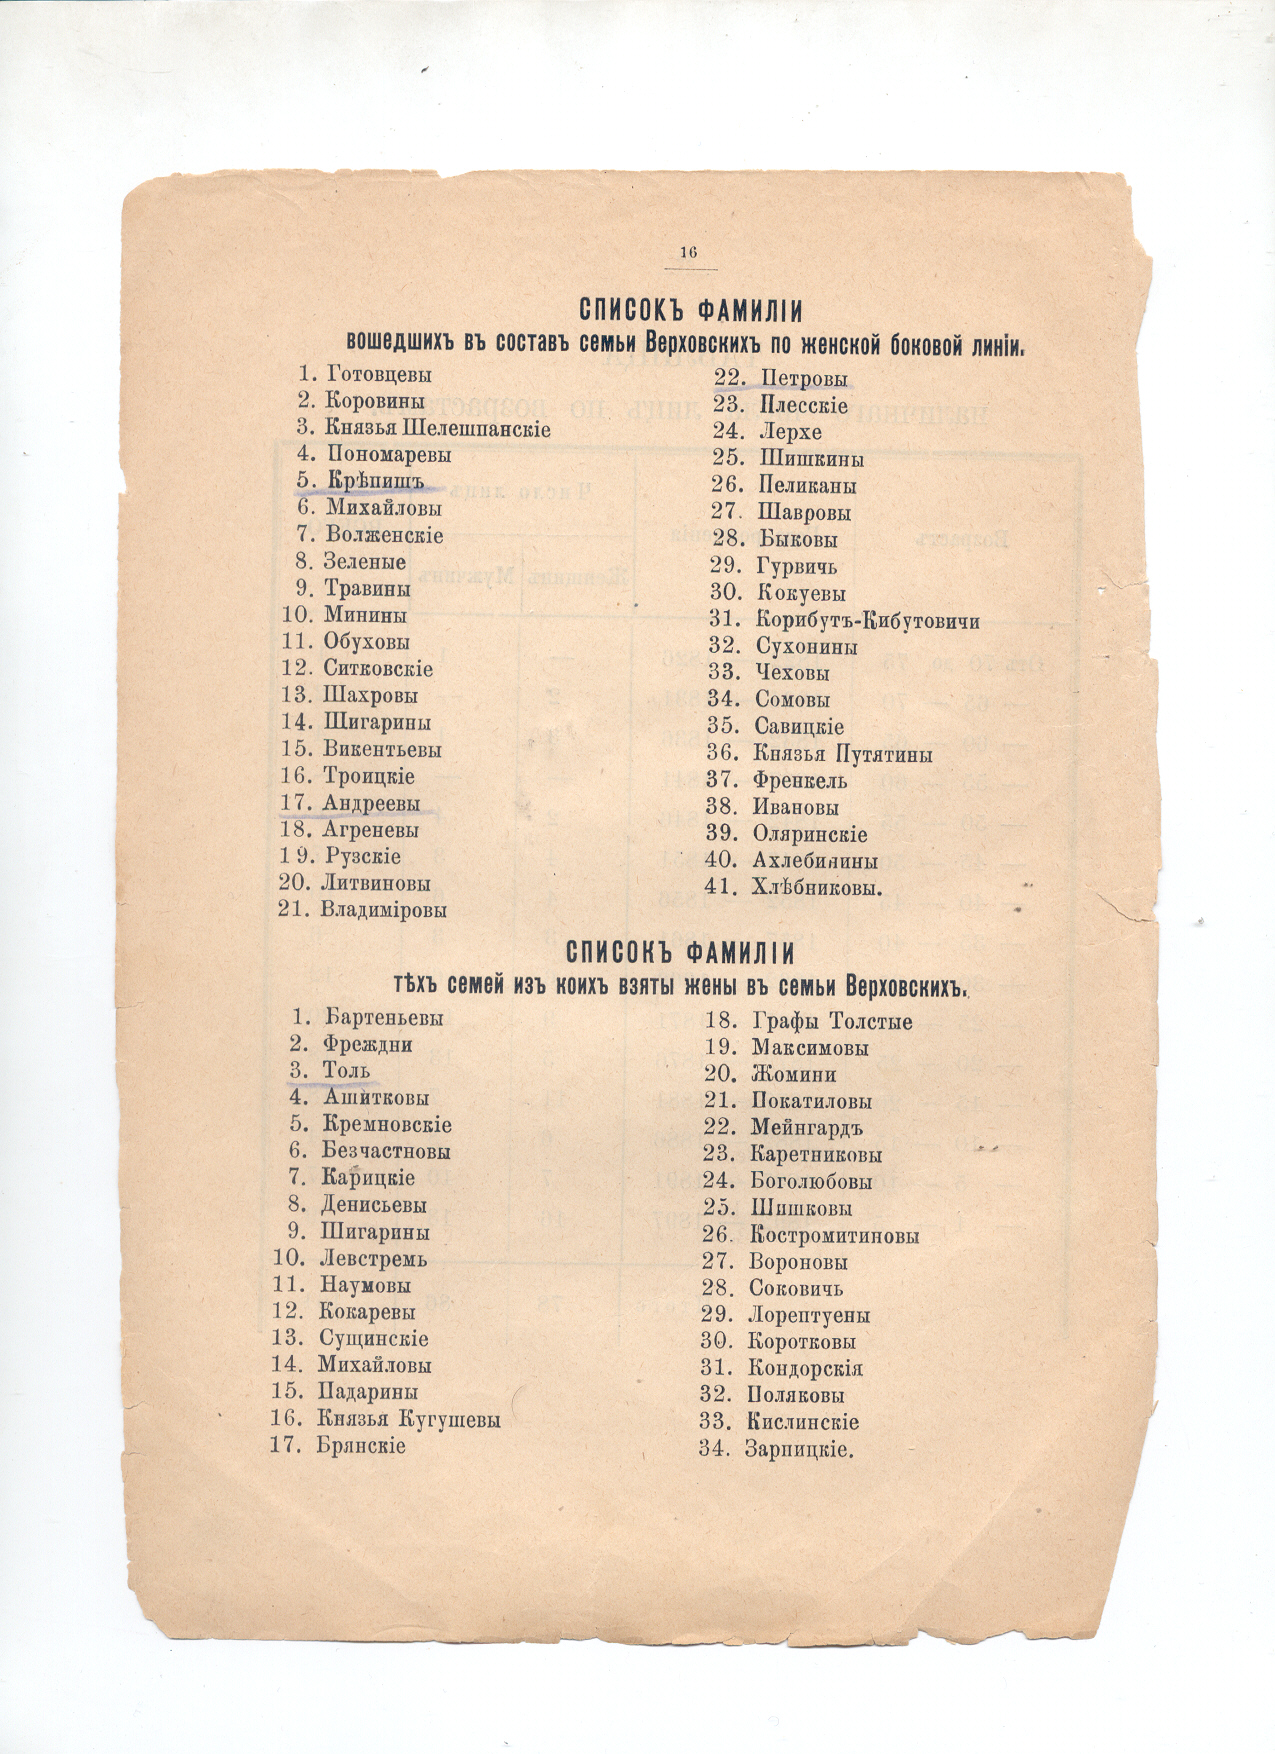 16
СПИСОКЪ ФАМИЛІИ
вошедшихъ въ составъ семьи Верховскихъ по женской боковой линіи.
1. Готовцевы
2. Коровины
3. Князья Шелешпанскіе
4. Пономаревы
5. Крѣпишъ
6. Михайловы
7. Волженскіе
8. Зеленые
9. Травины
10. Минины
11. Обуховы
12. Ситковскіе
13. Шахровы
14. Шигарины
15. Викентьевы
16. Троицкіе
17. Андреевы
18. Агреневы
19. Рузскіе
20. Литвиновы
21. Владиміровы
22. Петровы
23. Плесскіе
24. Лерхе
25. Шишкины
26. Пеликаны
27. Шавровы
28. Быковы
29. Гурвичь
30. Кокуевы
31. Корибутъ-Кибутовичи
32. Сухонины
33. Чеховы
34. Сомовы
35. Савицкіе
36. Князья Путятины
37. Френкель
38. Ивановы
39. Оляринскіе
40. Ахлебинины
41. Хлѣбниковы.
СПИСОКЪ ФАМИЛІИ
тѣхъ семей изъ коихъ взяты жены въ семьи Верховскихъ.
1. Бартеньевы
2. Фреждни
3. Толь
4. Ашитковы
5. Кремновскіе
6. Безчастновы
7. Карицкіе
8. Денисьевы
9. Шигарины
10. Левстремь
11. Наумовы
12. Кокаревы
13. Сущинскіе
14. Михайловы
15. Падарины
16. Князья Кугушевы
17. Брянскіе
18. Графы Толстые
19. Максимовы
20. Жомини
21. Покатиловы
22. Мейнгардъ
23. Каретниковы
24. Боголюбовы
25. Шишковы
26. Костромитиновы
27. Вороновы
28. Соковичь
29. Лорептуены
30. Коротковы
31. Кондорскія
32. Поляковы
33. Кислинскіе
34. Зарницкіе.